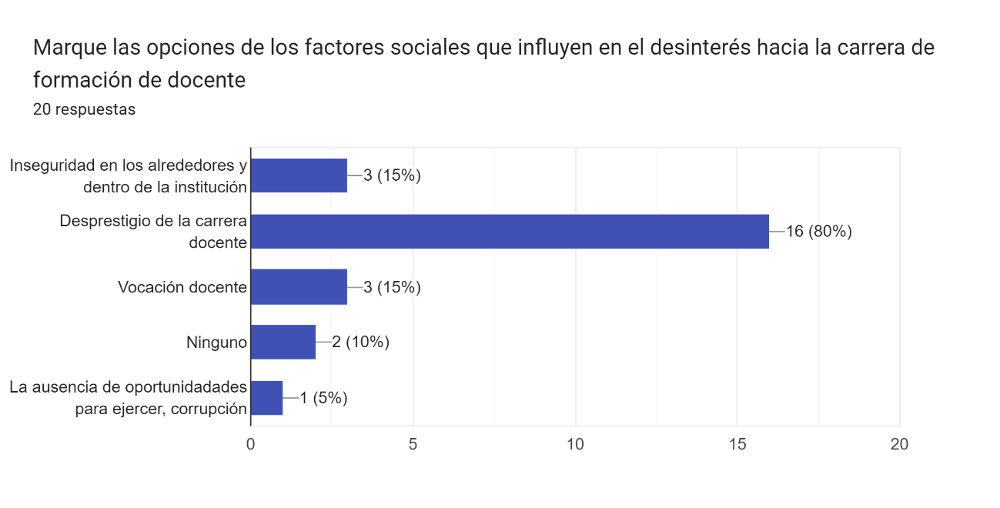 Marque las opciones de los factores sociales que influyen en el desinterés hacia la carrera de
formación de docente
20 respuestas
Inseguridad en los alrededores y
dentro de la institución
3 (15%)
Desprestigio de la carrera
docente
16 (80%)
Vocación docente
3 (15%)
Ninguno
2 (10%)
La ausencia de oportunidadades
para ejercer, corrupción
1 (5%)
0 5 10 15 20